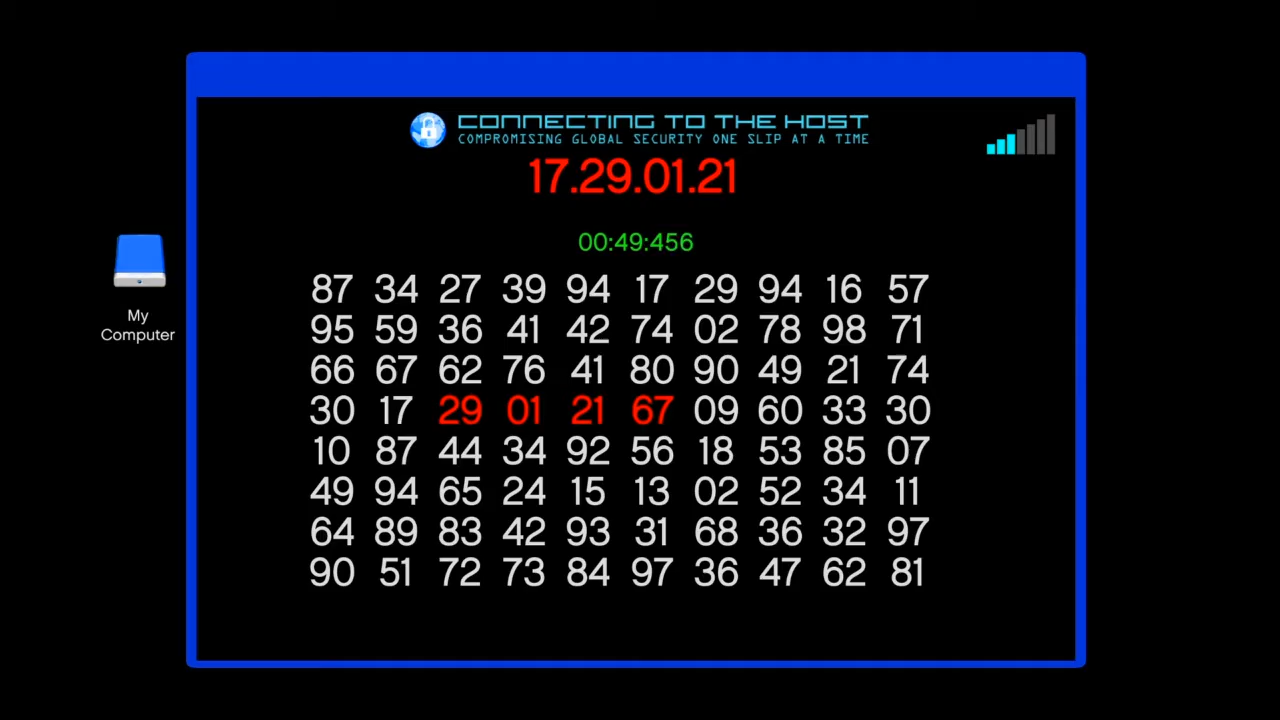 CONNECTING TO THE HOST
COMPROMISING GLOBAL SECURITY ONE SLIP AT A TIME
17.29.01.21
00:49:456
87 34 27 39 94 17 29 94 16 57
95 59 36 41 42 74 02 78 98 71
66 67 62 76 41 80 90 49 21 74
30 17 29 01 21 67 09 60 33 30
10 87 44 34 92 56 18 53 85 07
49 94 65 24 15 13 02 52 34 11
64 89 83 42 93 31 68 36 32 97
90 51 72 73 84 97 36 47 62 81
My
Computer